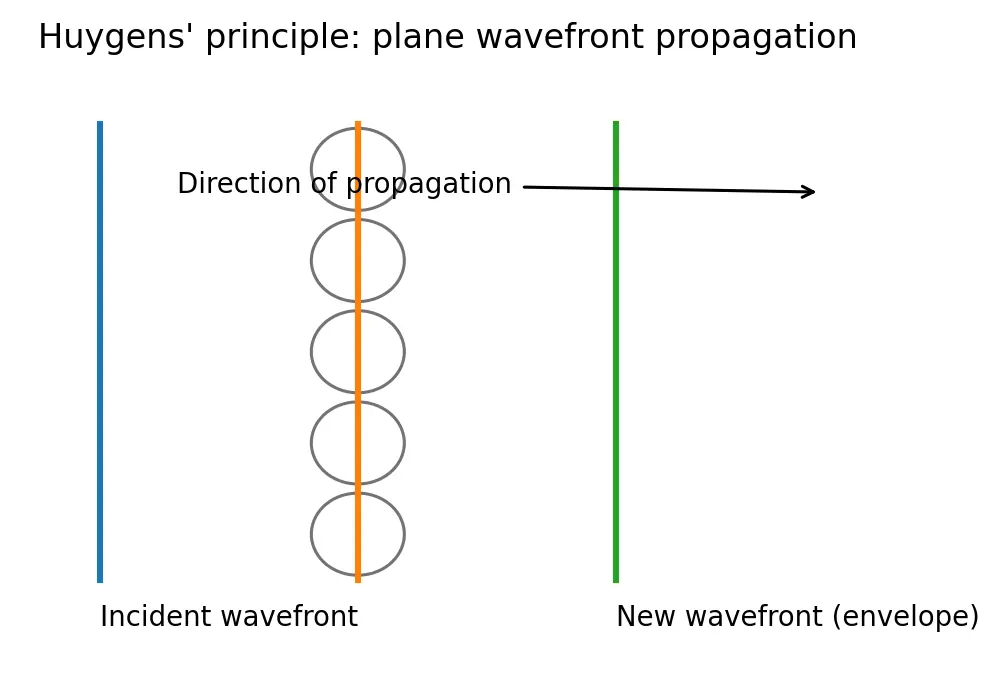 Huygens' principle: plane wavefront propagation
Direction of propagation
Incident wavefront
New wavefront (envelope)